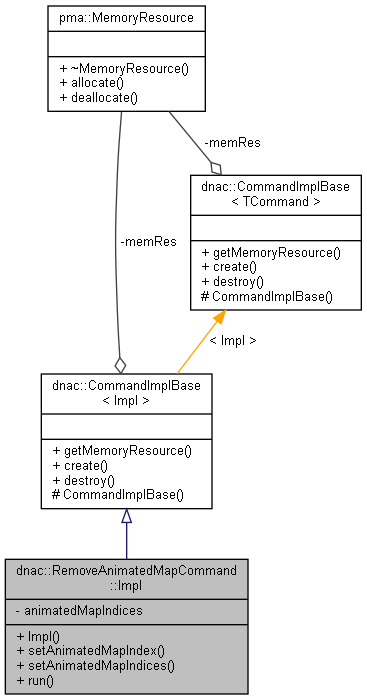 pma::MemoryResource
+ ~MemoryResource()
+ allocate()
+ deallocate()
-memRes
dnac::CommandImplBase
< TCommand >
+ getMemoryResource()
+ create()
+ destroy()
# CommandImplBase()
-memRes
< Impl >
dnac::CommandImplBase
< Impl >
+ getMemoryResource()
+ create()
+ destroy()
# CommandImplBase()
dnac::RemoveAnimatedMapCommand
::Impl
- animatedMapIndices
+ Impl()
+ setAnimatedMapIndex()
+ setAnimatedMapIndices()
+ run()